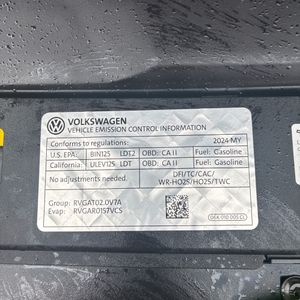 VOLKSWAGEN
VEHICLE EMISSION CONTROL INFORMATION
Conforms to regulations: 2024 MY
U.S. EPA: BIN125 LDT2 OBD: CA II Fuel: Gasoline
California: ULEV125 LDT OBD: CA II Fuel: Gasoline
No adjustments needed. DFI/TC/CAC/
WR-HO2S/HO2S/TWC
Group: RVGAT02.0V7A
Evap: RVGAR0157VCS